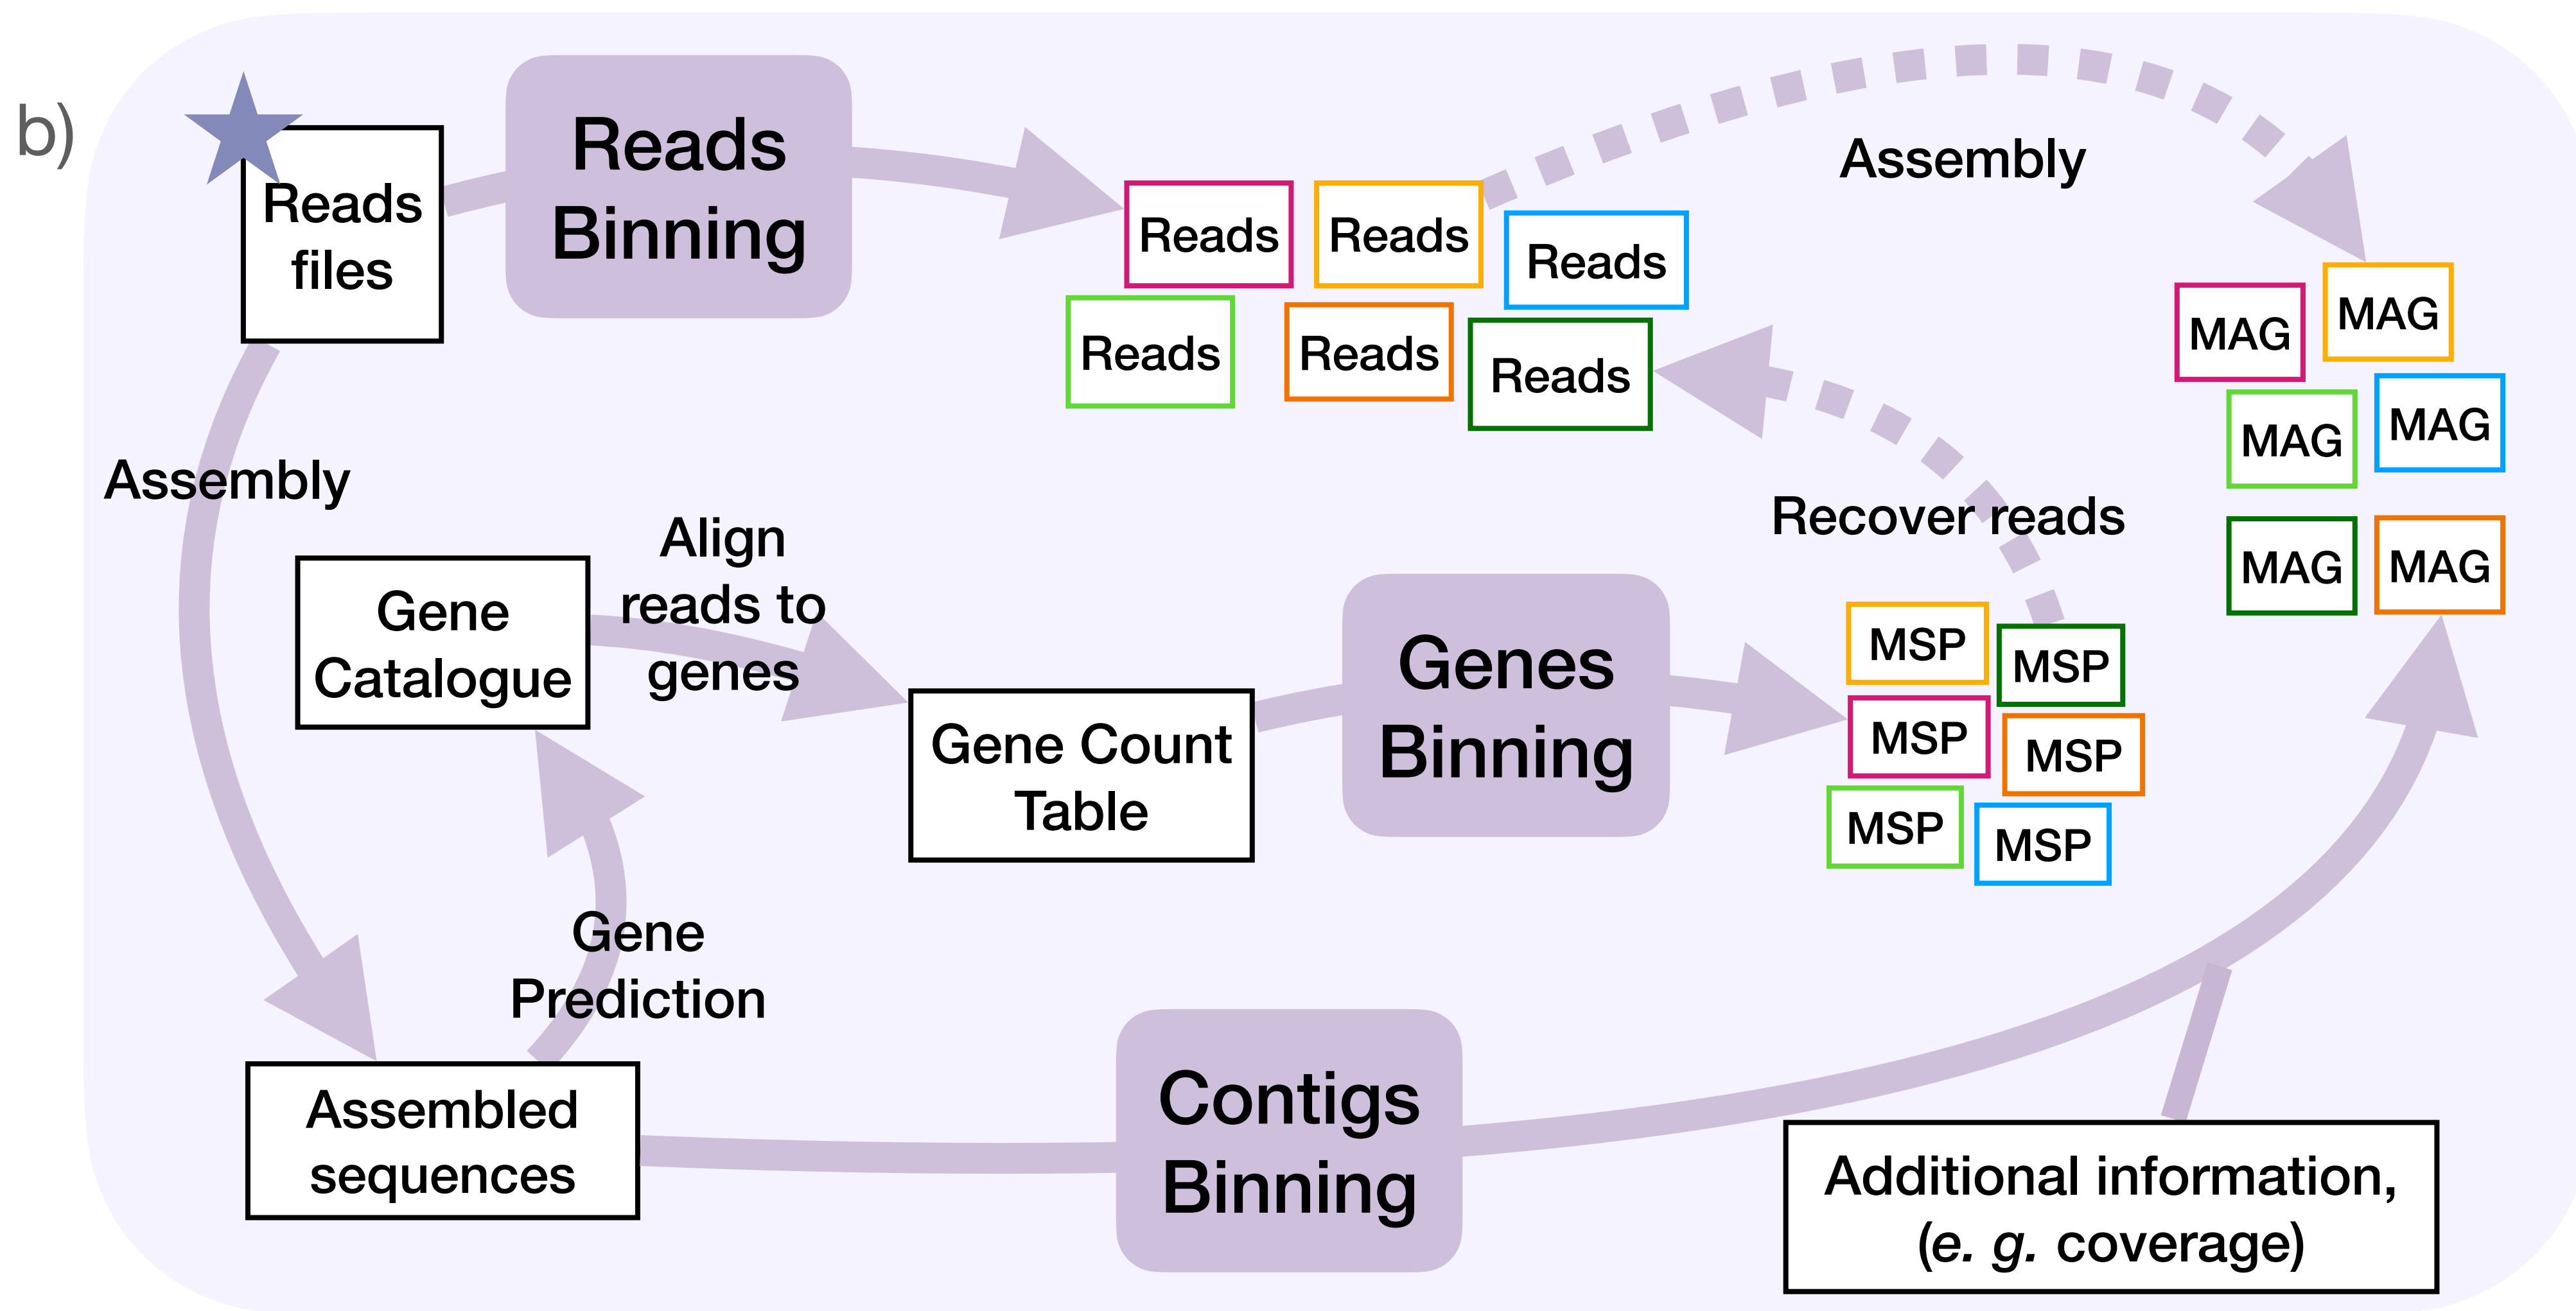 b)
Reads
files
Reads
Binning
Reads
Reads
Reads
Reads
Reads
Reads
Assembly
MAG
MAG
MAG
MAG
MAG
MAG
Assembly
Recover reads
Gene
Catalogue
Align
reads to
genes
Gene Count
Table
Genes
Binning
MSP
MSP
MSP
MSP
MSP
MSP
Gene
Prediction
Assembled
sequences
Contigs
Binning
Additional information,
(e. g. coverage)